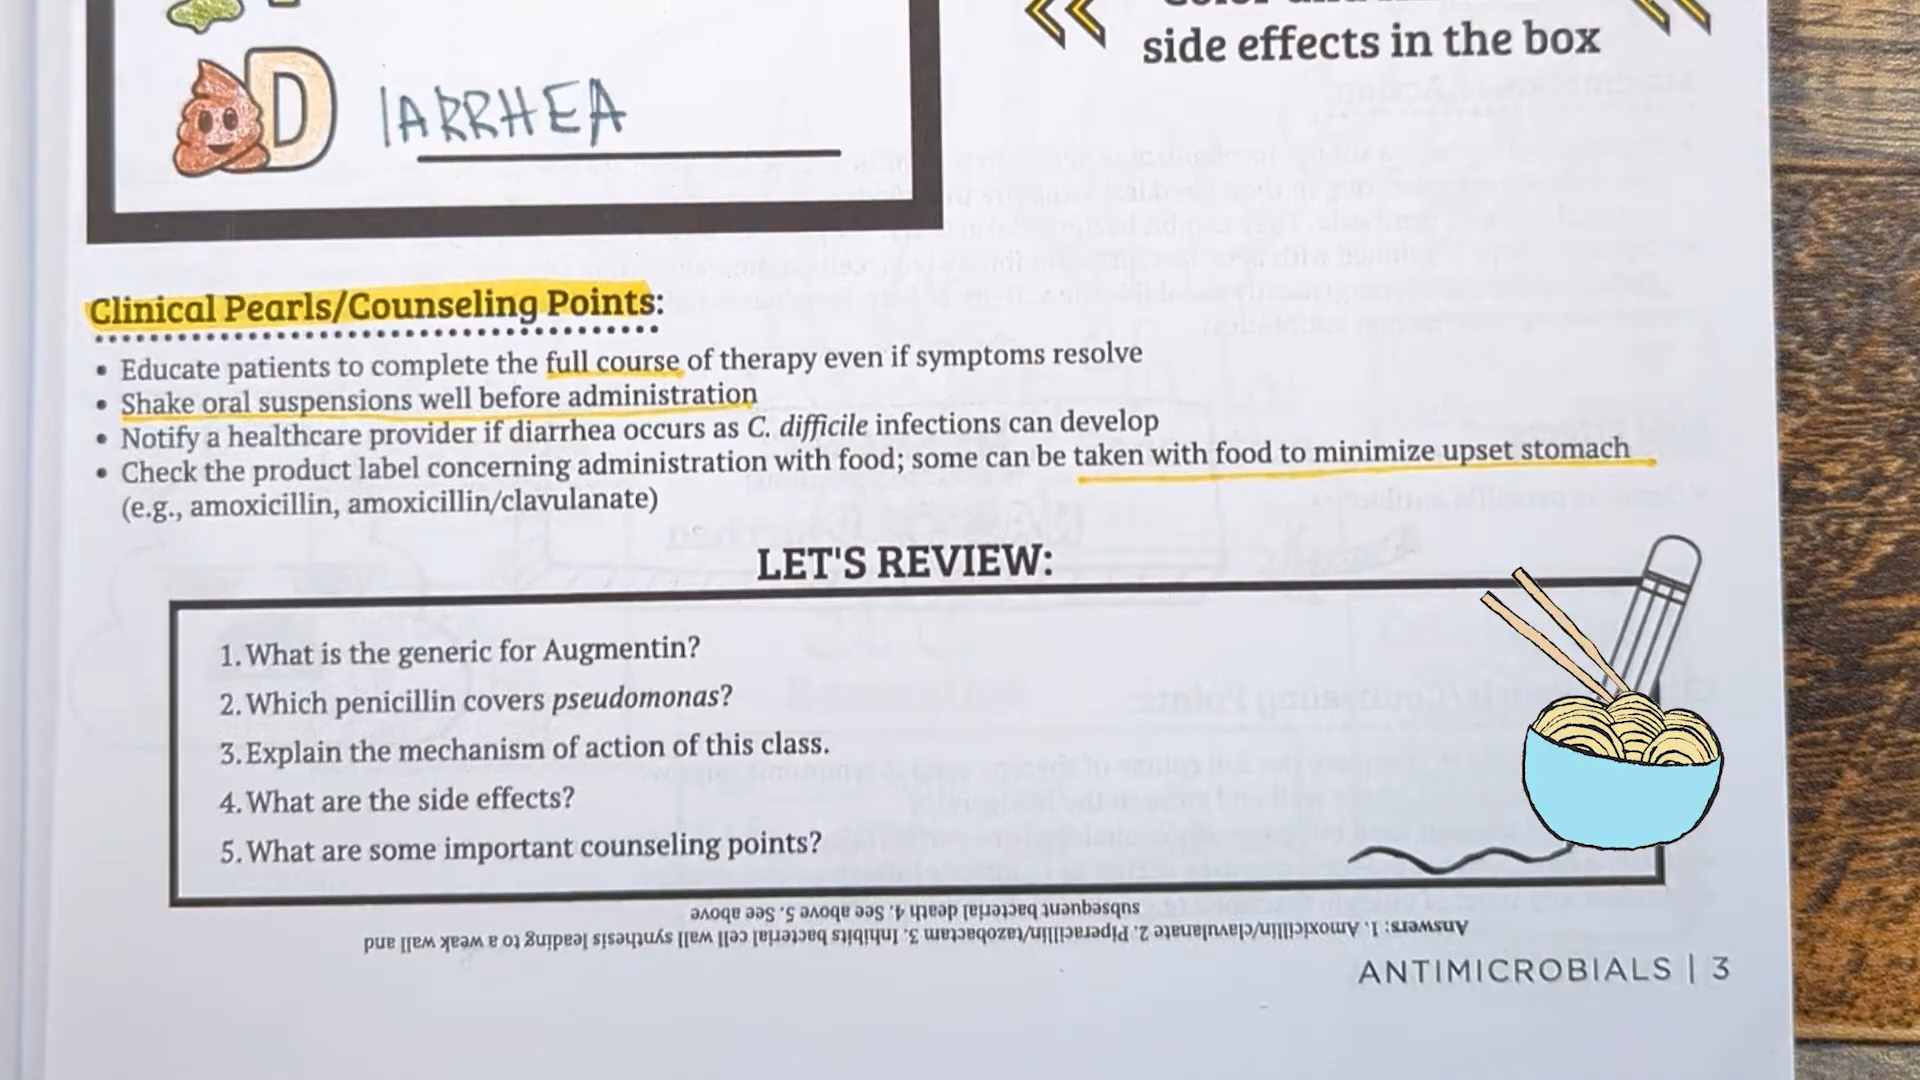 side effects in the box
DIARRHEA
Clinical Pearls/Counseling Points:
• Educate patients to complete the full course of therapy even if symptoms resolve
• Shake oral suspensions well before administration
• Notify a healthcare provider if diarrhea occurs as C. difficile infections can develop
• Check the product label concerning administration with food; some can be taken with food to minimize upset stomach
(e.g., amoxicillin, amoxicillin/clavulanate)
LET'S REVIEW:
1. What is the generic for Augmentin?
2. Which penicillin covers pseudomonas?
3. Explain the mechanism of action of this class.
4. What are the side effects?
5. What are some important counseling points?
Answers: 1. Amoxicillin/clavulanate 2. Piperacillin/tazobactam 3. Inhibits bacterial cell wall synthesis leading to a weak wall and
subsequent bacterial death 4. See above 5. See above
ANTIMICROBIALS | 3